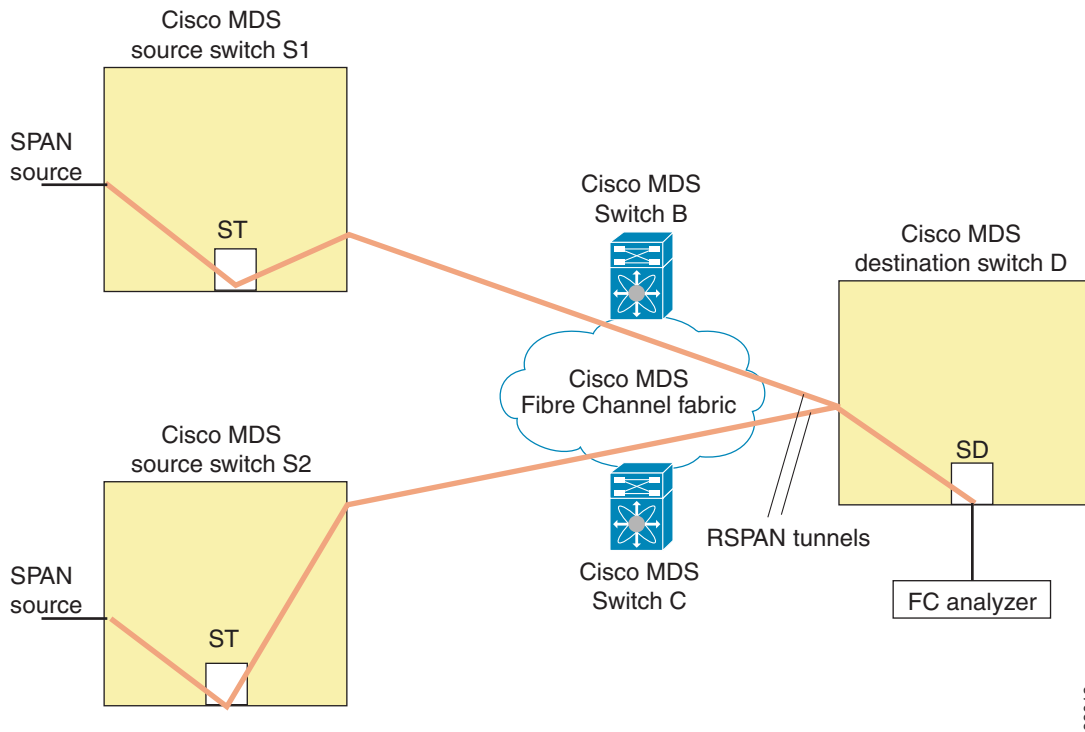 Cisco MDS
source switch S1
SPAN
source
ST
Cisco MDS
Switch B
Cisco MDS
destination switch D
Cisco MDS
Fibre Channel fabric
Cisco MDS
source switch S2
SD
RSPAN tunnels
SPAN
source
ST
Cisco MDS
Switch C
FC analyzer